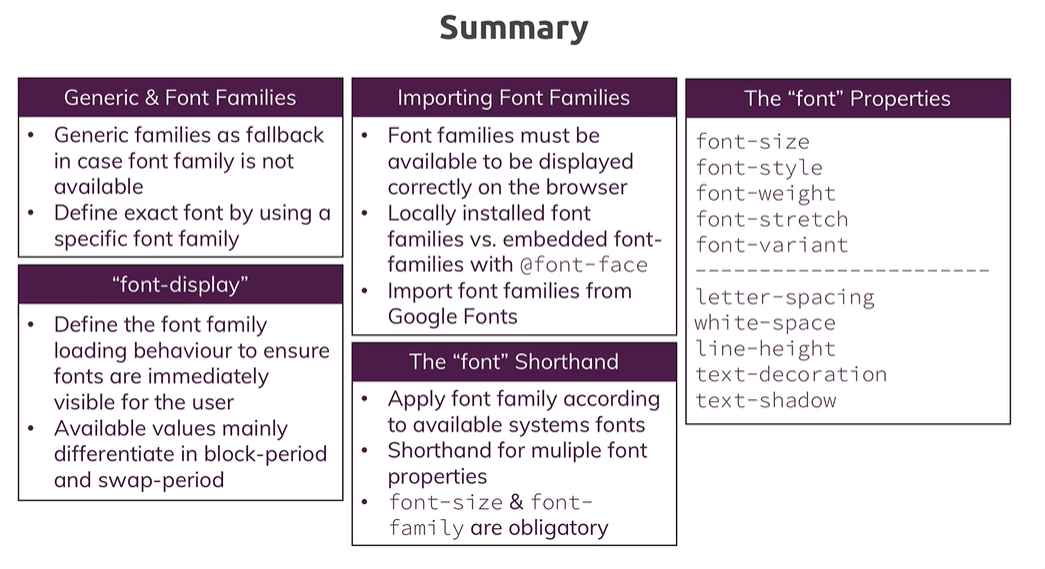 Summary
Generic & Font Families
• Generic families as fallback
in case font family is not
available
• Define exact font by using a
specific font family
“font-display”
• Define the font family
loading behaviour to ensure
fonts are immediately
visible for the user
• Available values mainly
differentiate in block-period
and swap-period
Importing Font Families
• Font families must be
available to be displayed
correctly on the browser
• Locally installed font
families vs. embedded font-
families with @font-face
• Import font families from
Google Fonts
The “font” Shorthand
• Apply font family according
to available systems fonts
• Shorthand for muliple font
properties
• font-size & font-
family are obligatory
The “font” Properties
font-size
font-style
font-weight
font-stretch
font-variant
-----------------------
letter-spacing
white-space
line-height
text-decoration
text-shadow